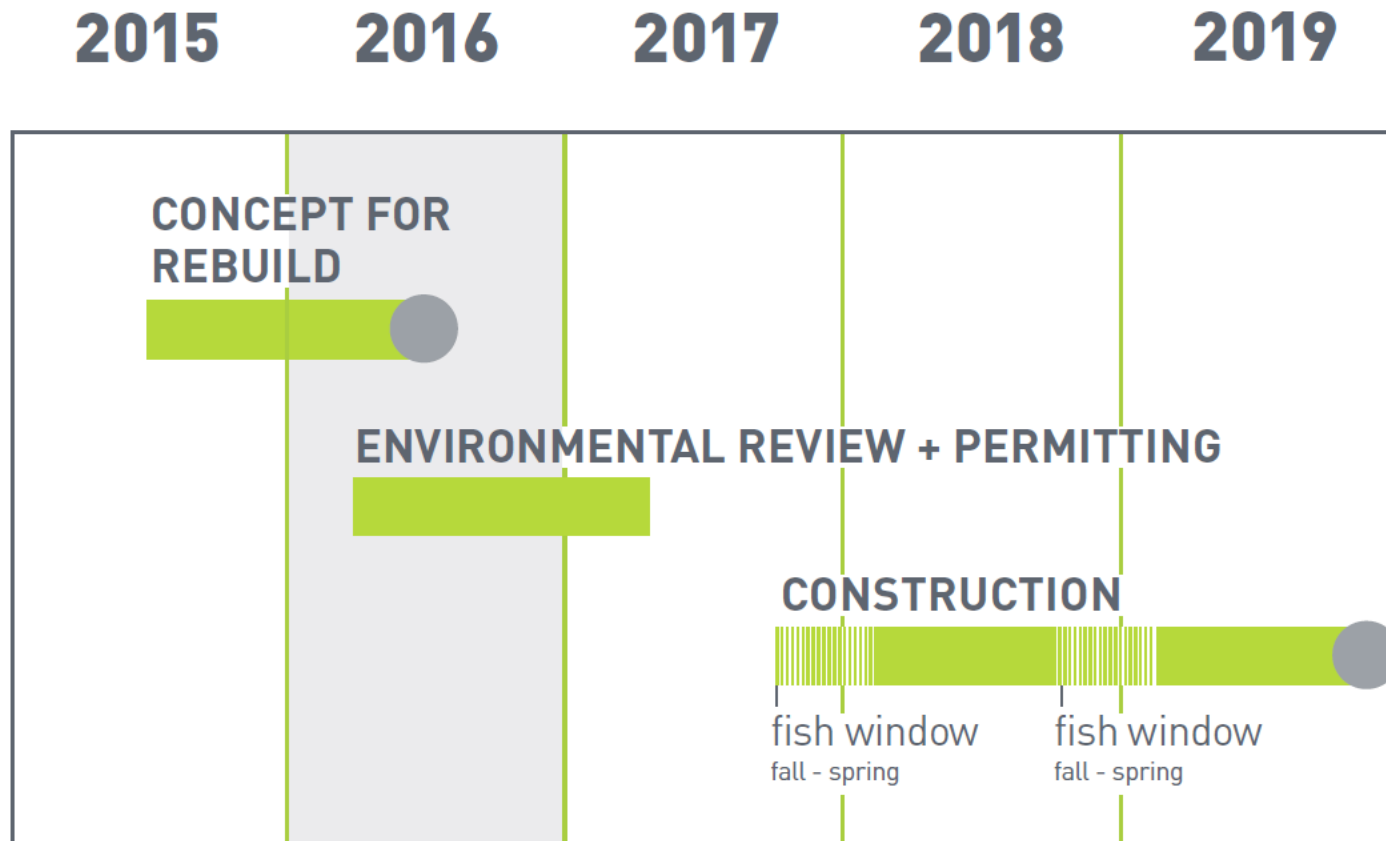 2015 2016 2017 2018 2019
CONCEPT FOR
REBUILD
ENVIRONMENTAL REVIEW + PERMITTING
CONSTRUCTION
fish window fish window
fall - spring fall - spring